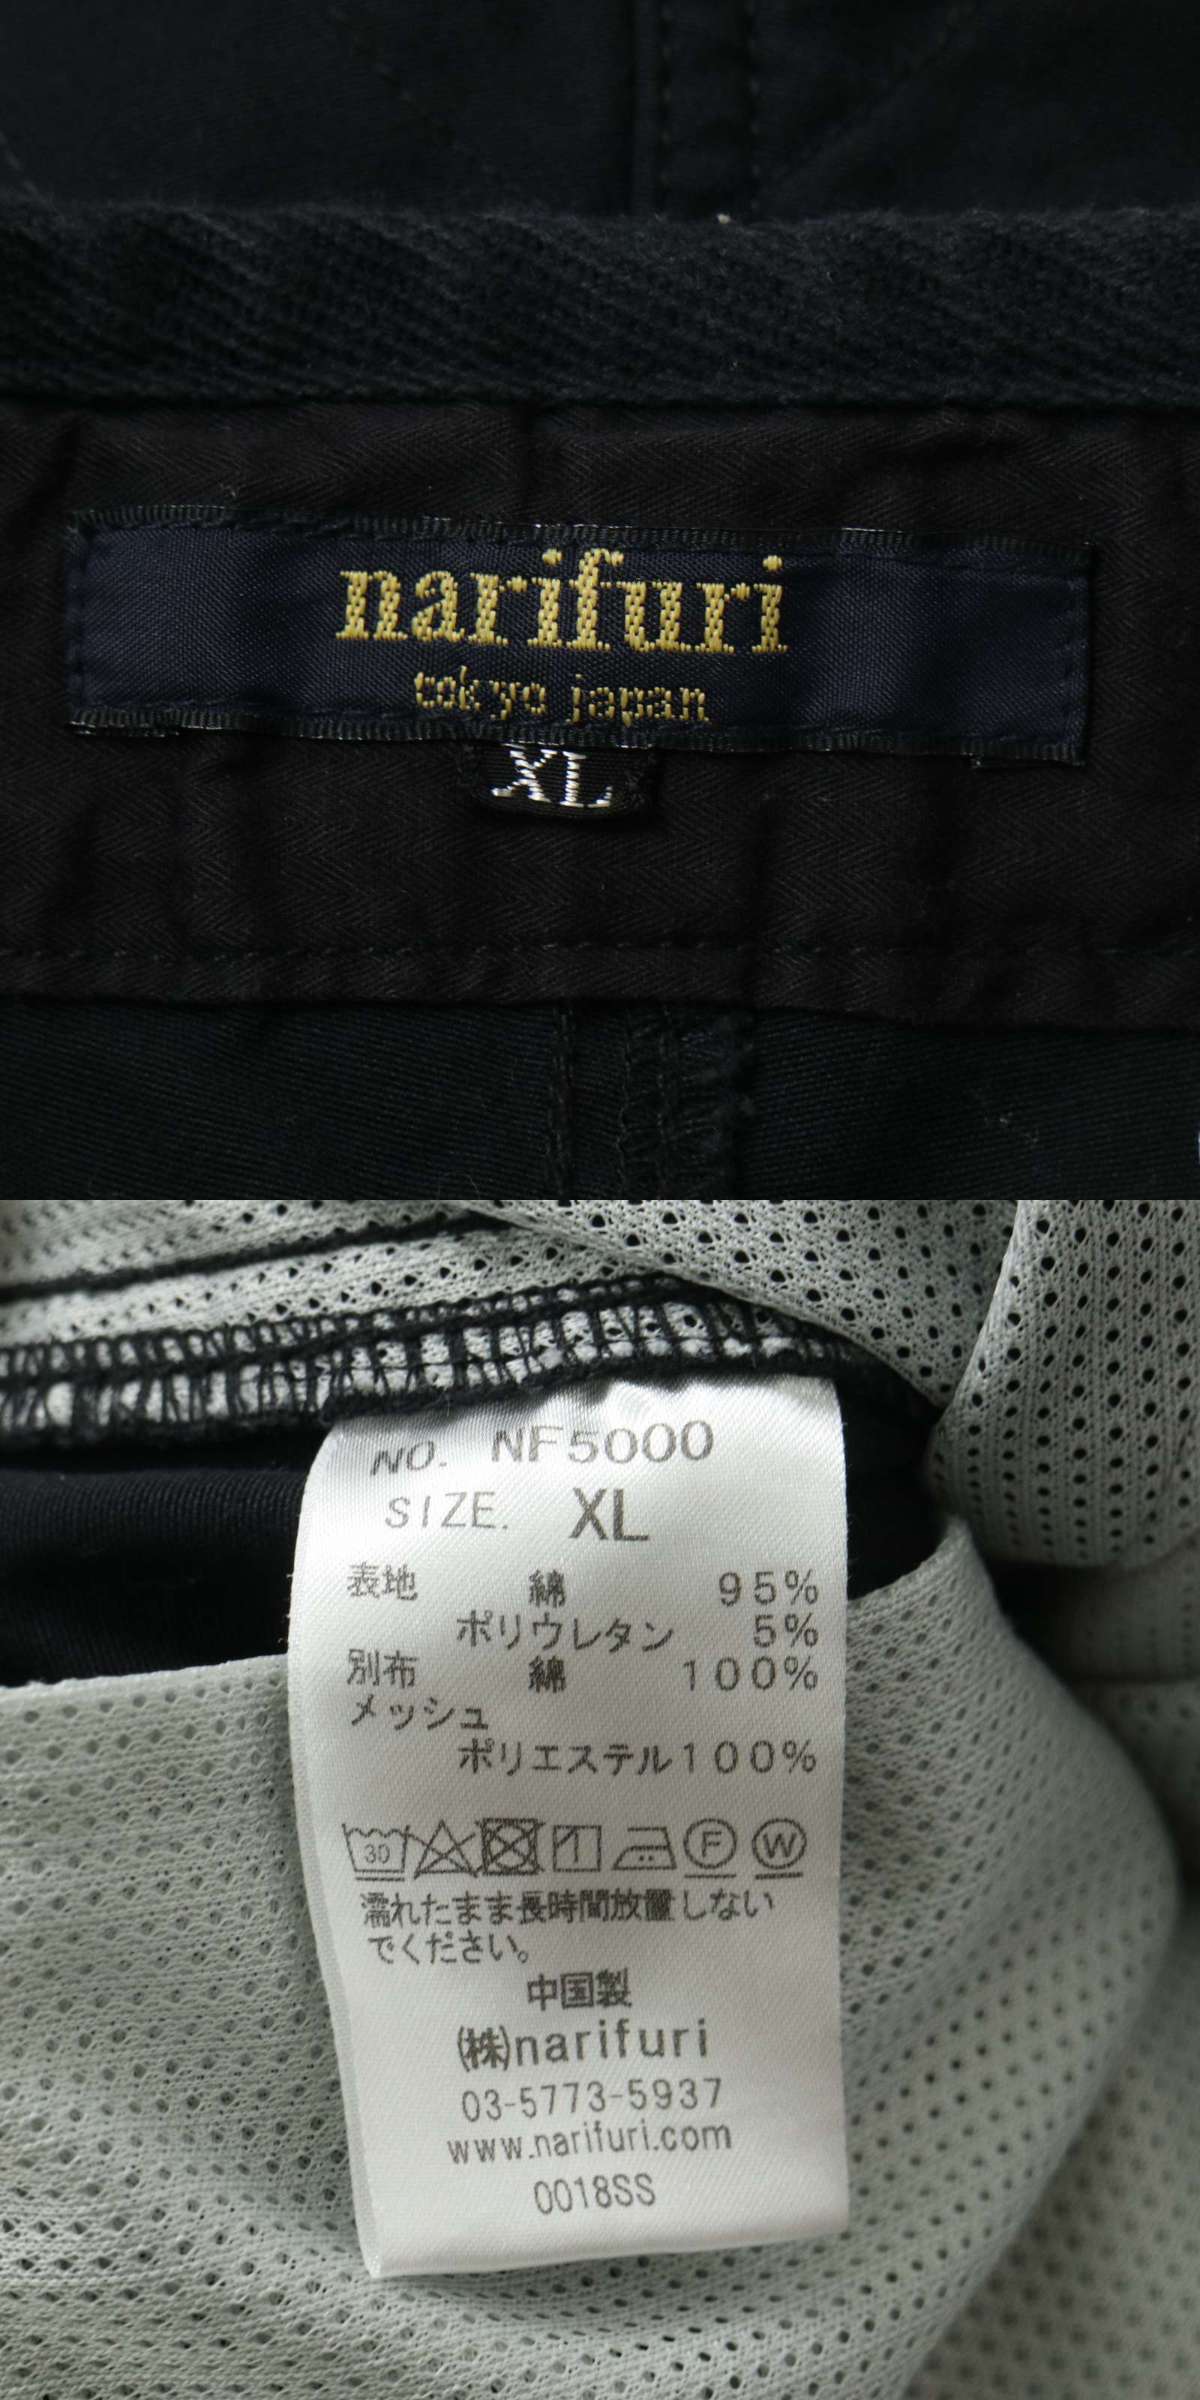 narifuri
tokyo japan
XL
NO. NF5000
SIZE. XL
表地 綿 95%
ポリウレタン 5%
別布 綿 100%
メッシュ
ポリエステル100%
30 F W
濡れたまま長時間放置しない
でください。
中国製
㈱narifuri
03-5773-5937
www.narifuri.com
0018SS